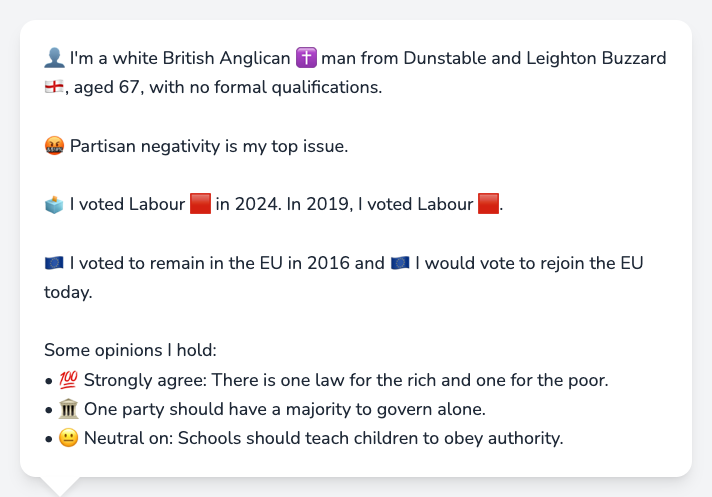 👤 I'm a white British Anglican ✝️ man from Dunstable and Leighton Buzzard
🏴󠁧󠁢󠁥󠁮󠁧󠁿, aged 67, with no formal qualifications.
🤬 Partisan negativity is my top issue.
🗳️ I voted Labour 🟥 in 2024. In 2019, I voted Labour 🟥.
🇪🇺 I voted to remain in the EU in 2016 and 🇪🇺 I would vote to rejoin the EU
today.
Some opinions I hold:
• 💯 Strongly agree: There is one law for the rich and one for the poor.
• 🏛️ One party should have a majority to govern alone.
• 😐 Neutral on: Schools should teach children to obey authority.